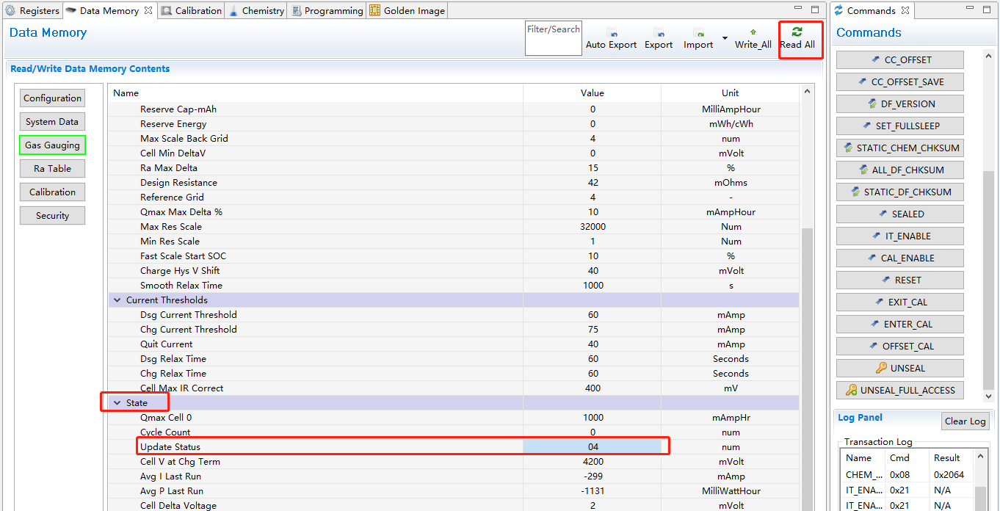 Registers Data Memory Calibration Chemistry Programming Golden Image
Data Memory
Filter/Search Auto Export Export Import Write_All Read All
Read/Write Data Memory Contents
Configuration
System Data
Gas Gauging
Ra Table
Calibration
Security
Name Value Unit
Reserve Cap-mAh 0 MilliAmpHour
Reserve Energy 0 mWh/cWh
Max Scale Back Grid 4 num
Cell Min DeltaV 0 mVolt
Ra Max Delta 15 %
Design Resistance 42 mOhms
Reference Grid 4 -
Qmax Max Delta % 10 mAmpHour
Max Res Scale 32000 Num
Min Res Scale 1 Num
Fast Scale Start SOC 10 %
Charge Hys V Shift 40 mVolt
Smooth Relax Time 1000 s
Current Thresholds
Dsg Current Threshold 60 mAmp
Chg Current Threshold 75 mAmp
Quit Current 40 mAmp
Dsg Relax Time 60 Seconds
Chg Relax Time 60 Seconds
Cell Max IR Correct 400 mV
State
Qmax Cell 0 1000 mAmpHr
Cycle Count 0 num
Update Status 04 num
Cell V at Chg Term 4200 mVolt
Avg I Last Run -299 mAmp
Avg P Last Run -1131 MilliWattHour
Cell Delta Voltage 2 mVolt
Commands
Commands
CC_OFFSET
CC_OFFSET_SAVE
DF_VERSION
SET_FULLSLEEP
STATIC_CHEM_CHKSUM
ALL_DF_CHKSUM
STATIC_DF_CHKSUM
SEALED
IT_ENABLE
CAL_ENABLE
RESET
EXIT_CAL
ENTER_CAL
OFFSET_CAL
UNSEAL
UNSEAL_FULL_ACCESS
Log Panel Clear Log
Transaction Log
Name Cmd Result
CHEM_... 0x08 0x2064
IT_ENA... 0x21 N/A
IT_ENA... 0x21 N/A